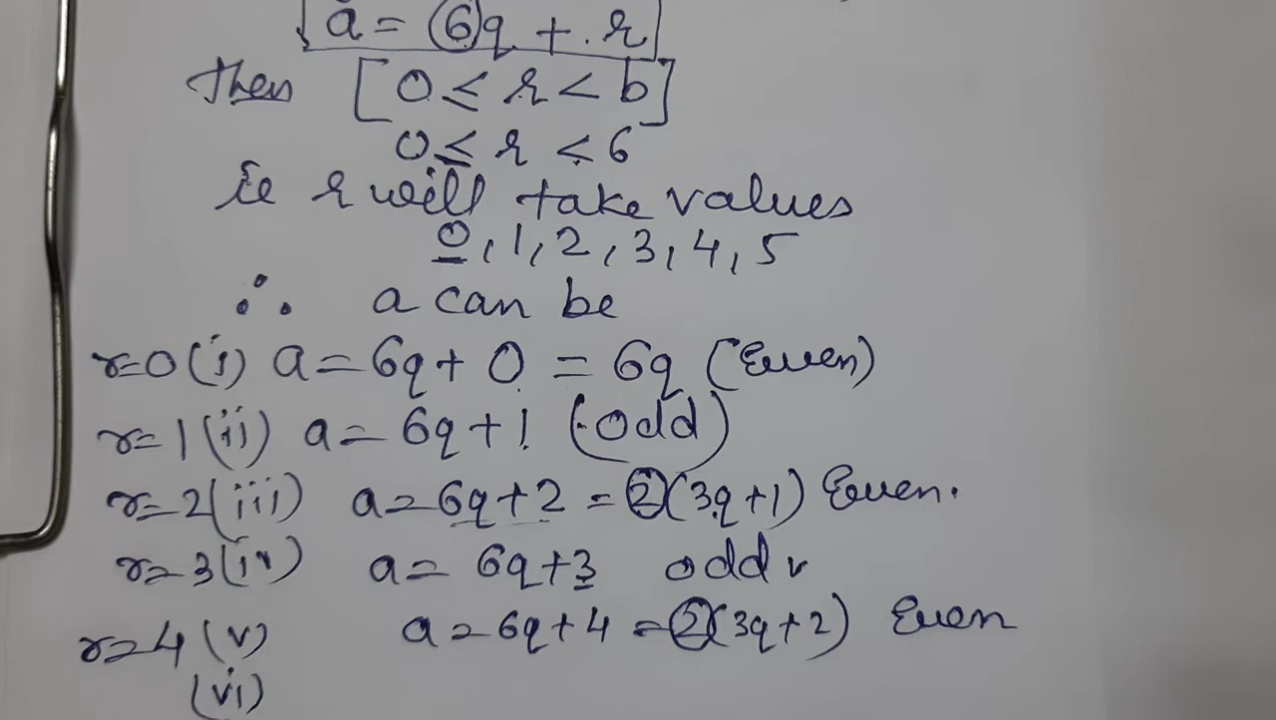 a = 6q + r
Then [0 ≤ r < b]
0 ≤ r < 6
ie r will take values
0, 1, 2, 3, 4, 5
∴ a can be
r=0 (i) a = 6q + 0 = 6q (Even)
r=1 (ii) a = 6q + 1 (odd)
r=2 (iii) a = 6q + 2 = 2(3q+1) Even.
r=3 (iv) a = 6q + 3 odd
r=4 (v) a = 6q + 4 = 2(3q+2) Even
(vi)